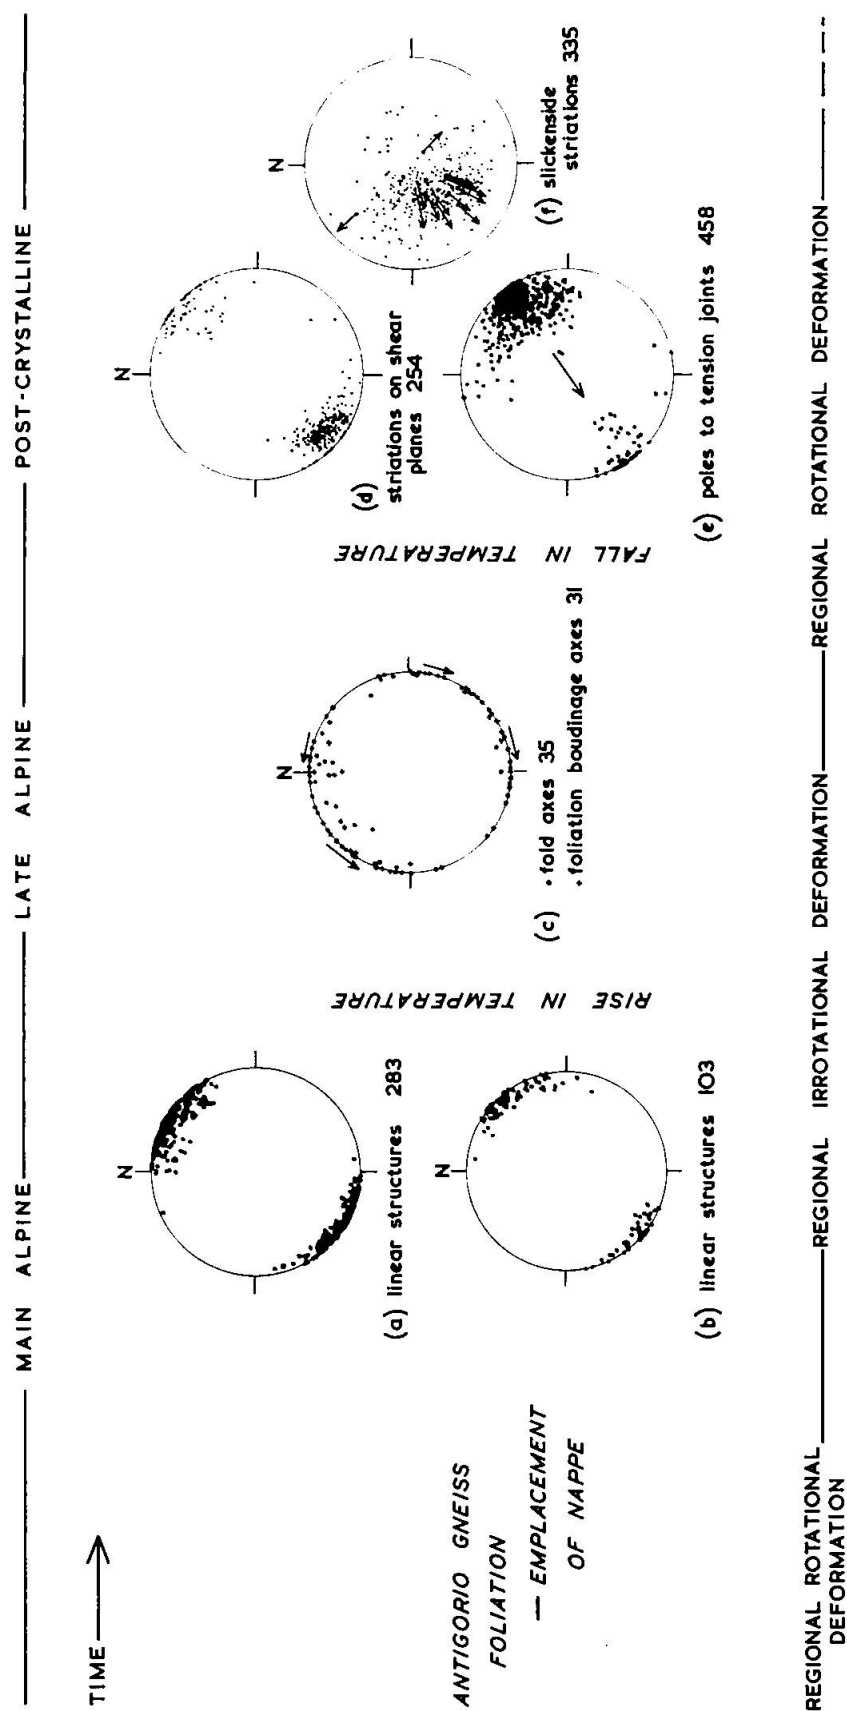 MAIN ALPINE LATE ALPINE POST-CRYSTALLINE
TIME
ANTIGORIO GNEISS
FOLIATION
— EMPLACEMENT
OF NAPPE
N
(a) linear structures 283
N
(b) linear structures 103
RISE IN TEMPERATURE
N
(c) • fold axes 35
+ foliation boudinage axes 31
FALL IN TEMPERATURE
N
(d)
striations on shear
planes 254
(e) poles to tension joints 458
N
(f) slickenside
striations 335
REGIONAL ROTATIONAL
DEFORMATION
REGIONAL IRROTATIONAL DEFORMATION
REGIONAL ROTATIONAL DEFORMATION